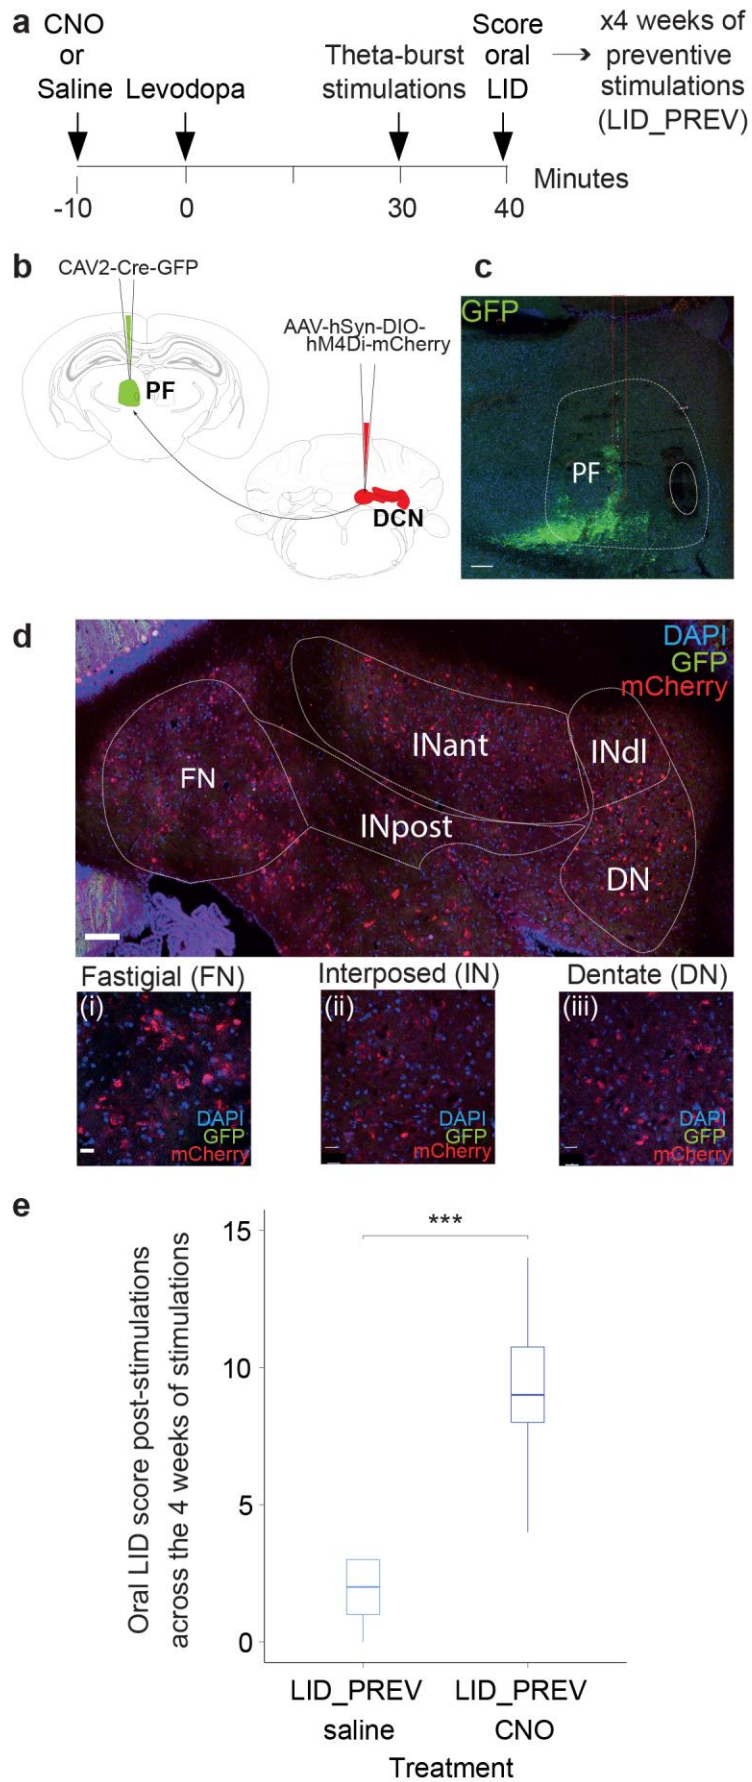 a
CNO or Saline
Levodopa
Theta-burst stimulations
Score oral LID
x4 weeks of preventive stimulations (LID_PREV)
-10
0
30
40
Minutes
b
CAV2-Cre-GFP
PF
AAV-hSyn-DIO-
hM4Di-mCherry
DCN
c
GFP
PF
d
DAPI
GFP
mCherry
FN
INant
INpost
INdl
DN
Fastigial (FN)
Interposed (IN)
Dentate (DN)
(i)
DAPI
GFP
mCherry
(ii)
DAPI
GFP
mCherry
(iii)
DAPI
GFP
mCherry
e
Oral LID score post-stimulations
across the 4 weeks of stimulations
15
10
5
0
***
LID_PREV
saline
LID_PREV
CNO
Treatment